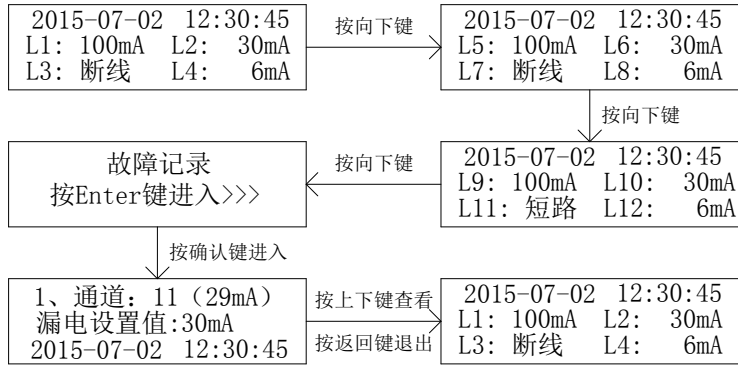 2015-07-02 12:30:45
L1: 100mA L2: 30mA
L3: 断线 L4: 6mA
按向下键
2015-07-02 12:30:45
L5: 100mA L6: 30mA
L7: 断线 L8: 6mA
按向下键
2015-07-02 12:30:45
L9: 100mA L10: 30mA
L11: 短路 L12: 6mA
按向下键
故障记录
按Enter键进入>>>
按确认键进入
1、通道: 11（29mA）
漏电设置值:30mA
2015-07-02 12:30:45
按上下键查看
按返回键退出
2015-07-02 12:30:45
L1: 100mA L2: 30mA
L3: 断线 L4: 6mA